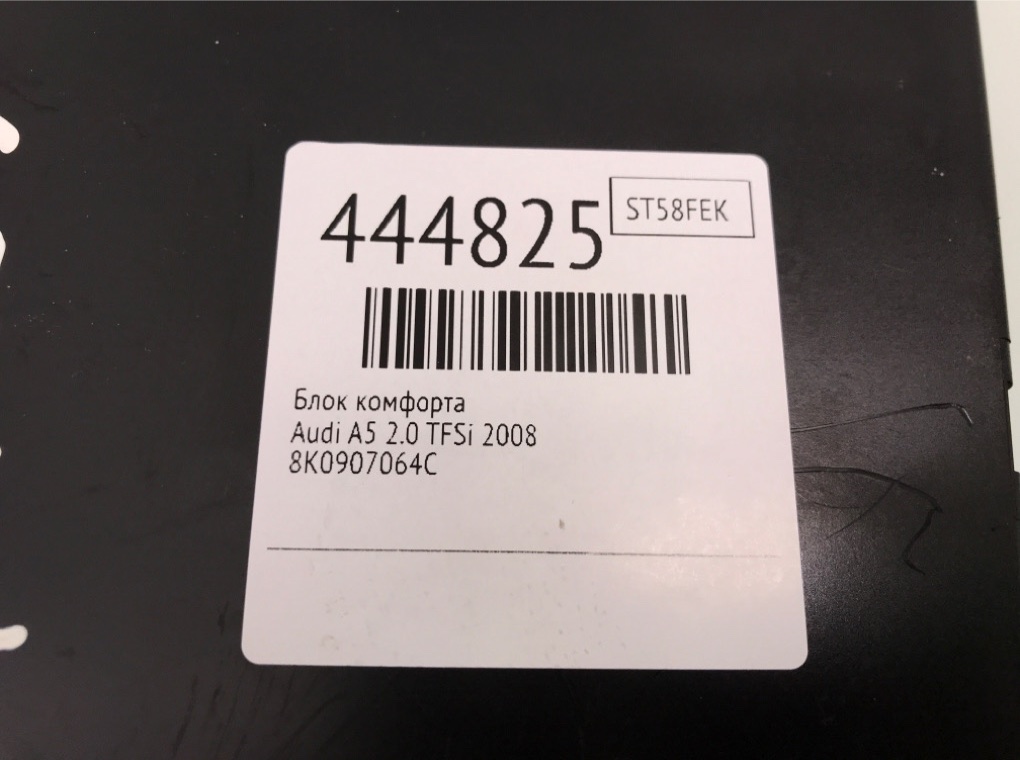 444825
ST58FEK
Блок комфорта
Audi A5 2.0 TFSi 2008
8K0907064C